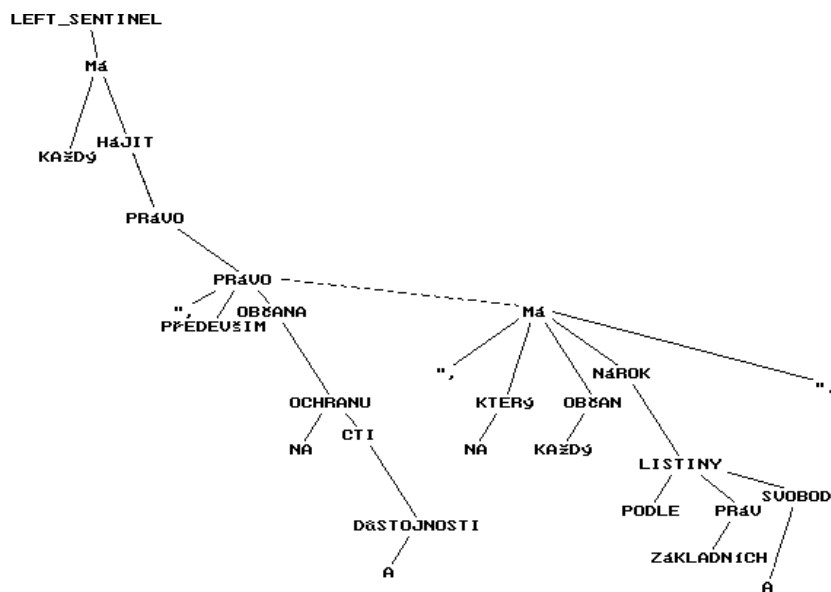 LEFT_SENTINEL
Má
KAžDý
HáJIT
PRáVO
PRáVO
",
PřEDEVšIM
OBčANA
Má
",
NáROK
",
OCHRANU
KTERý
OBčAN
CTI
NA
NA
KAžDý
LISTINY
SVOBOD
PODLE
PRáV
DůSTOJNOSTI
ZáKLADNíCH
A
A